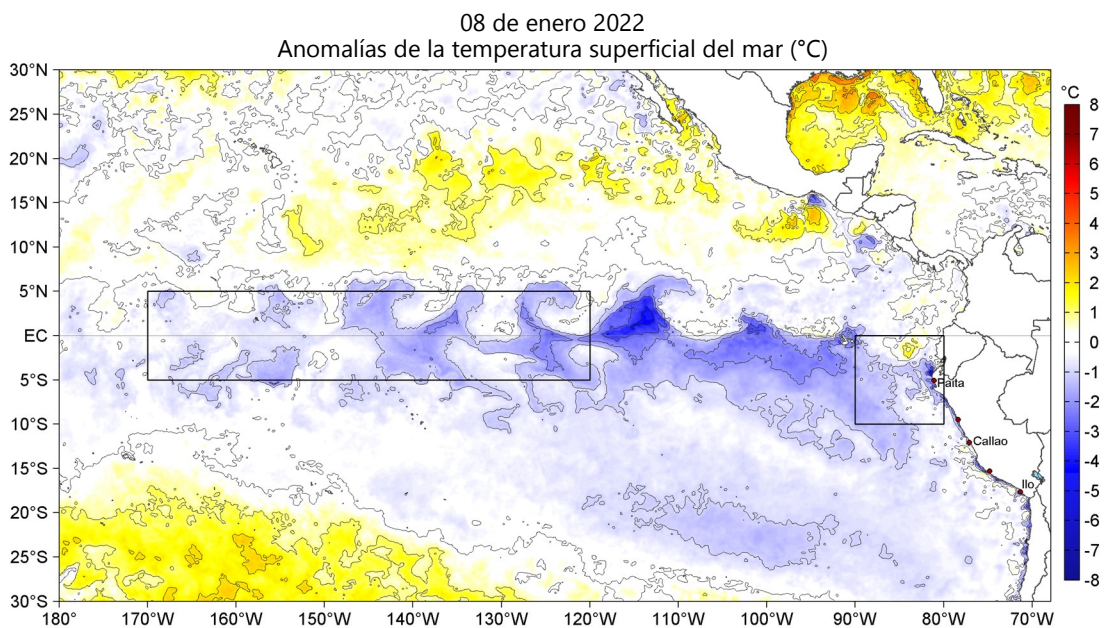 08 de enero 2022
Anomalías de la temperatura superficial del mar (°C)
30°N
25°N
20°N
15°N
10°N
5°N
EC
5°S
10°S
15°S
20°S
25°S
30°S
180°W 170°W 160°W 150°W 140°W 130°W 120°W 110°W 100°W 90°W 80°W 70°W
Paita
Callao
Ilo
°C
8
7
6
5
4
3
2
1
0
-1
-2
-3
-4
-5
-6
-7
-8